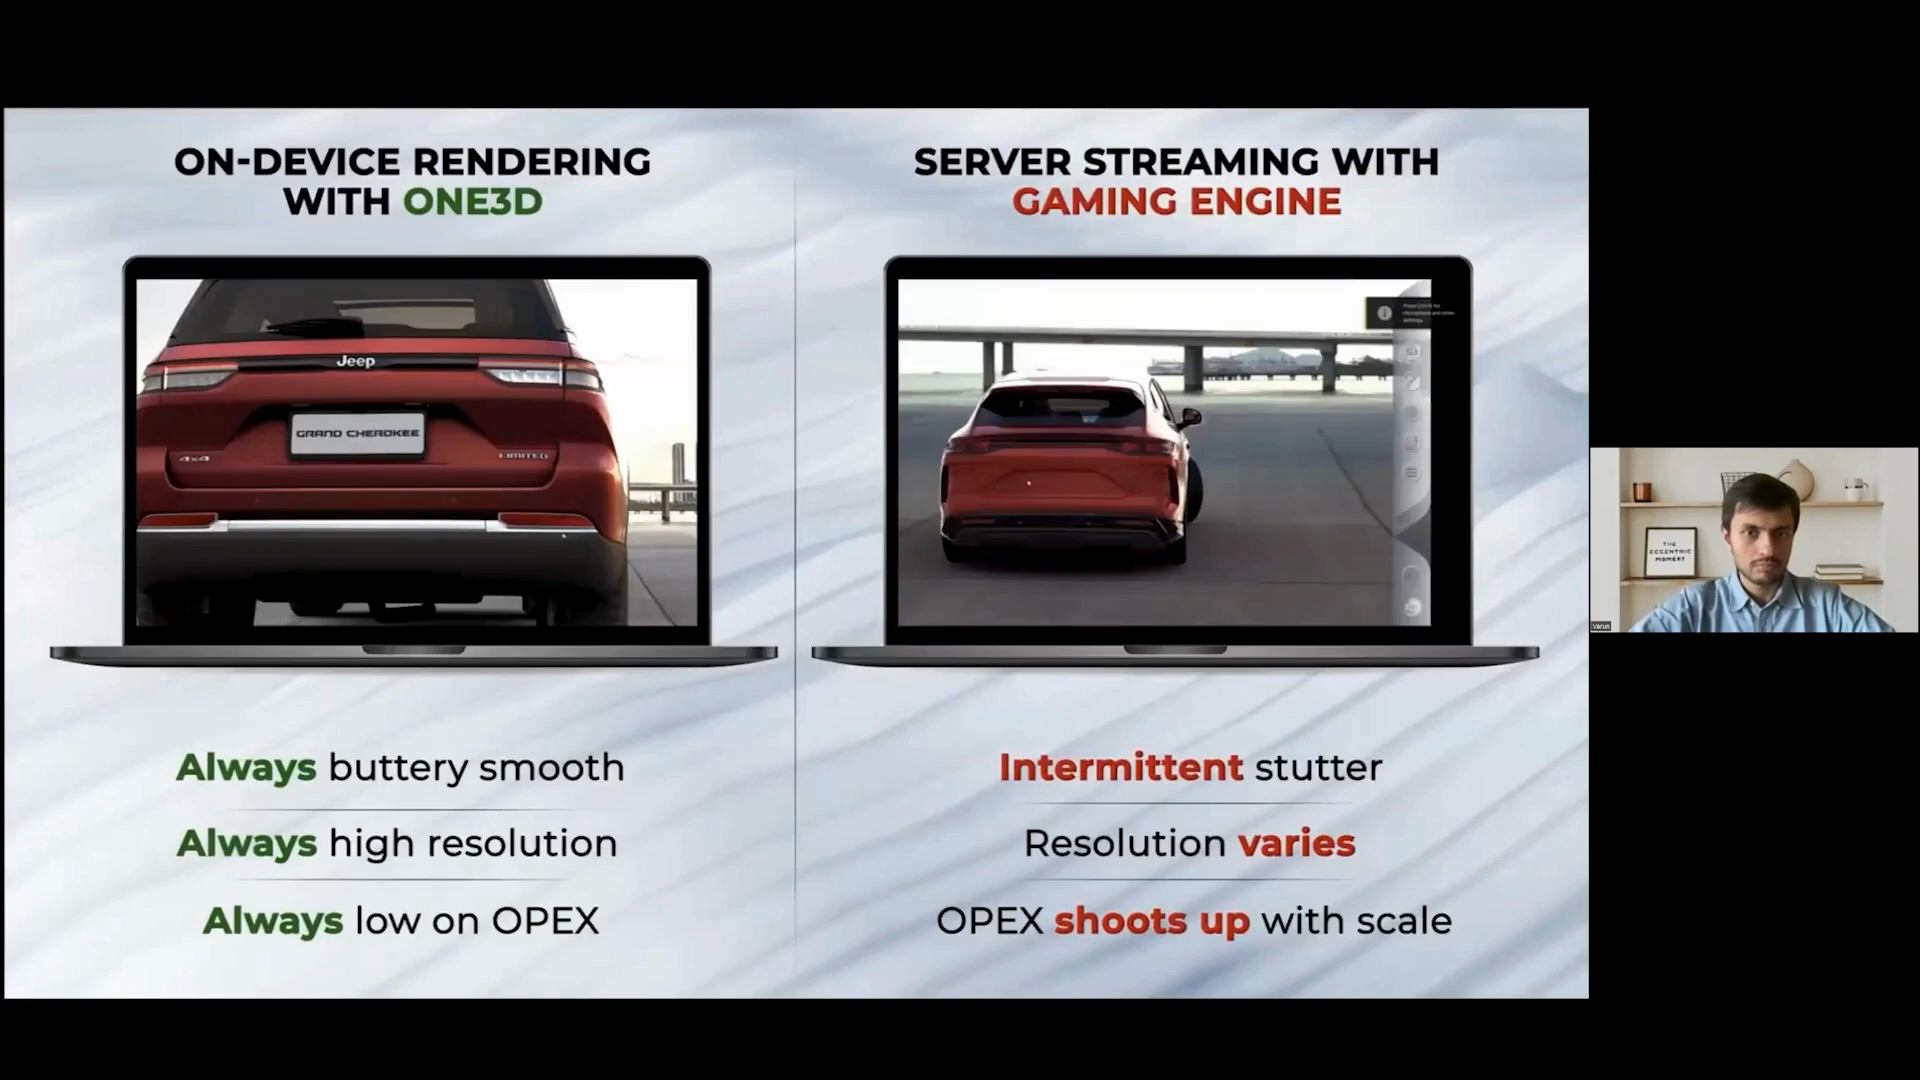 ON-DEVICE RENDERING
WITH ONE3D
Jeep
GRAND CHEROKEE
4x4
LIMITED
Always buttery smooth
Always high resolution
Always low on OPEX
SERVER STREAMING WITH
GAMING ENGINE
Intermittent stutter
Resolution varies
OPEX shoots up with scale
THE
ECCENTRIC
MOMENT
Varun